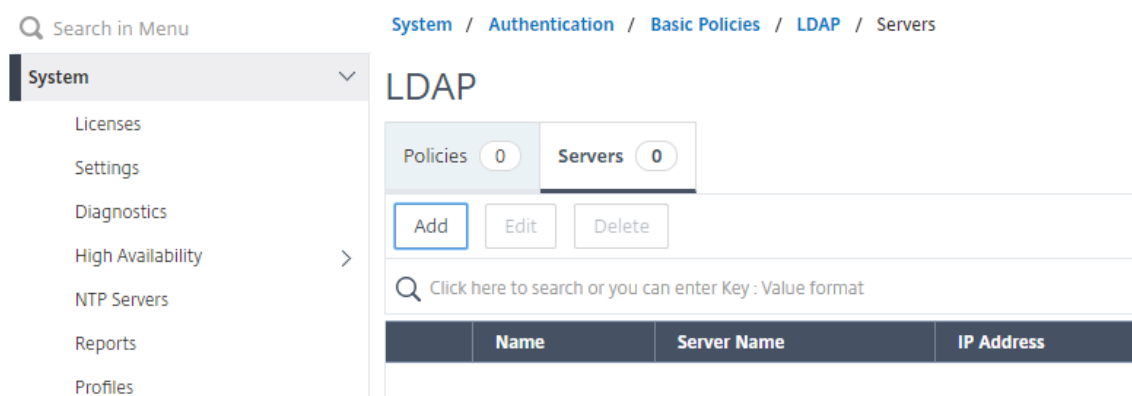 Search in Menu
System / Authentication / Basic Policies / LDAP / Servers
System
LDAP
Licenses
Settings
Diagnostics
High Availability
NTP Servers
Reports
Profiles
Policies 0 Servers 0
Add Edit Delete
Click here to search or you can enter Key : Value format
Name Server Name IP Address